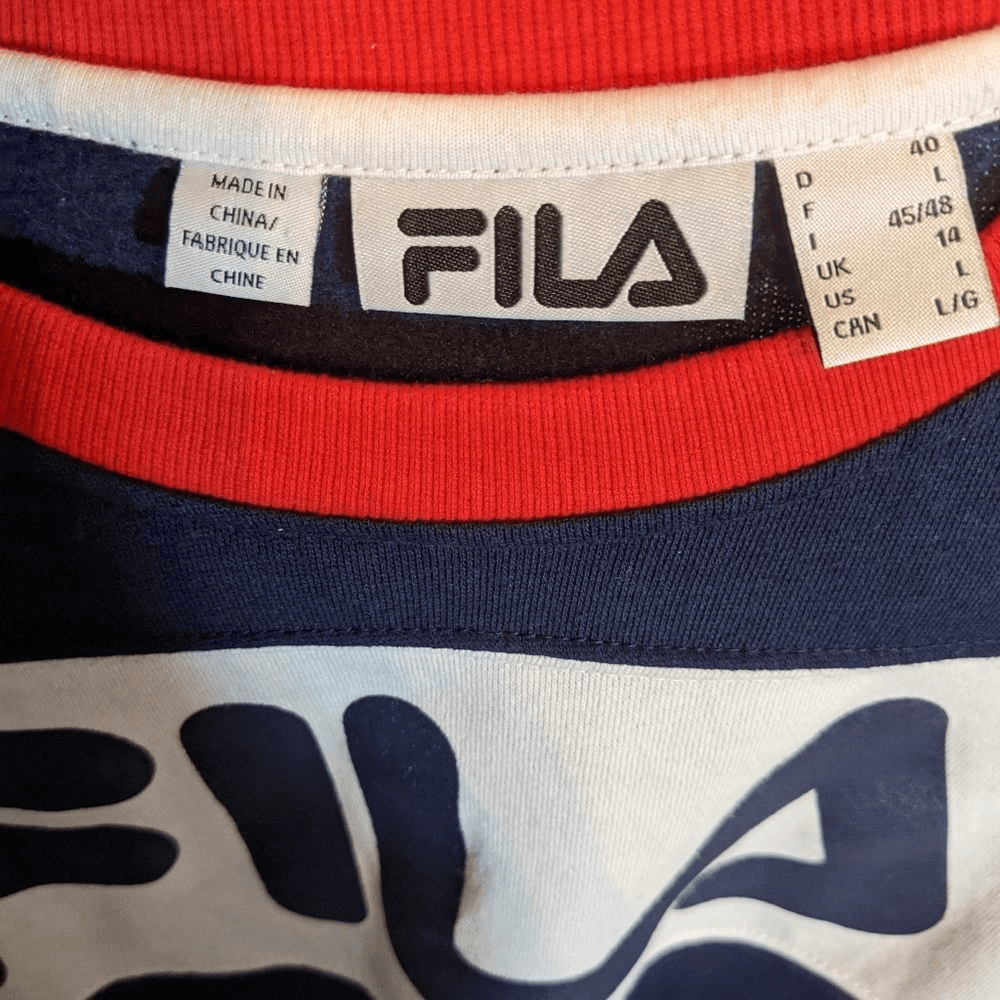 MADE IN
CHINA/
FABRIQUE EN
CHINE
FILA
D 40
F L
I 45/48
UK 14
US L
CAN L/G
FILA